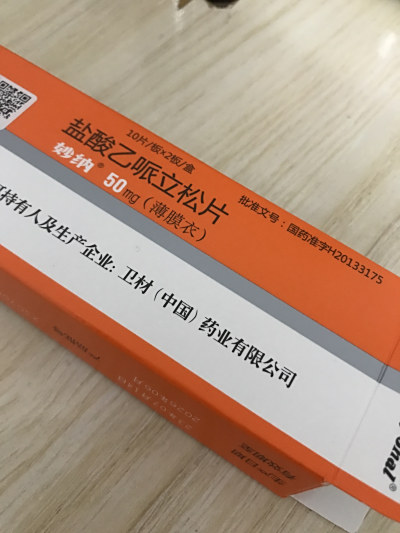 10片/板×2板/盒
盐酸乙哌立松片
妙纳® 50mg(薄膜衣)
批准文号:国药准字H20133175
持有人及生产企业:卫材(中国)药业有限公司
onal®